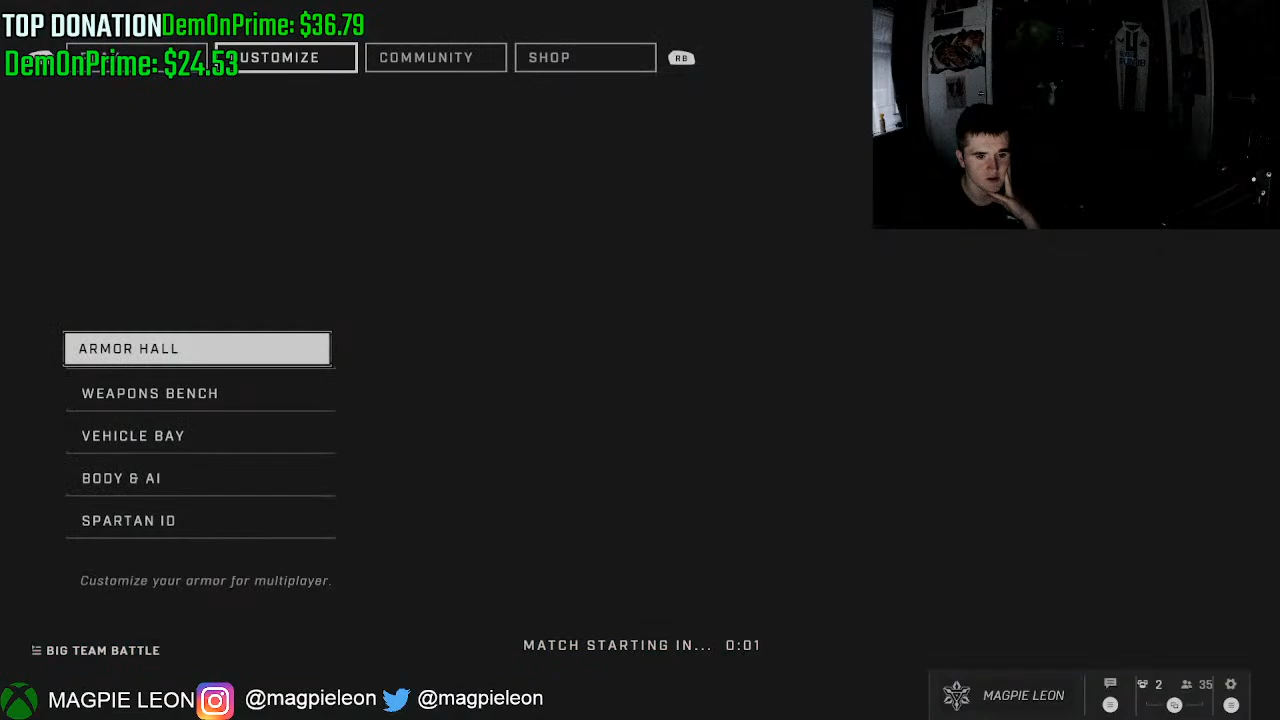 TOP DONATION DemOnPrime: $36.79
DemOnPrime: $24.53
CUSTOMIZE
COMMUNITY
SHOP
RB
ARMOR HALL
WEAPONS BENCH
VEHICLE BAY
BODY & AI
SPARTAN ID
Customize your armor for multiplayer.
MATCH STARTING IN... 0:01
BIG TEAM BATTLE
MAGPIE LEON @magpieleon @magpieleon
MAGPIE LEON 2 35